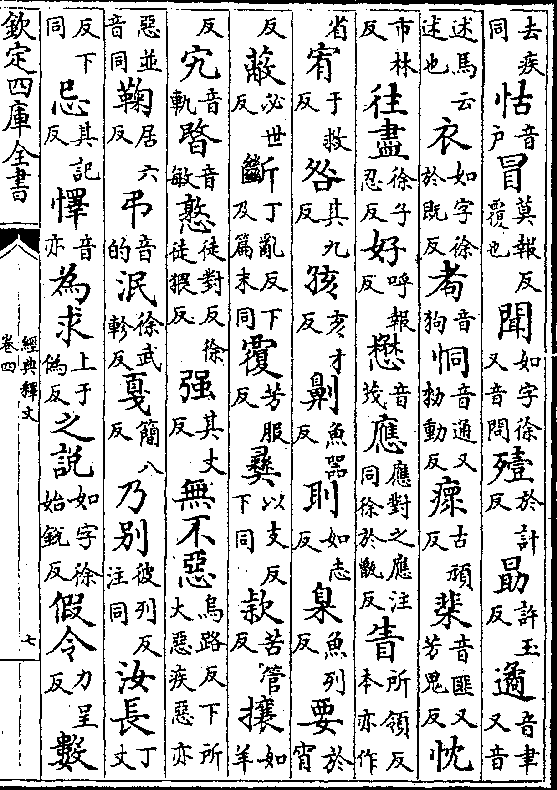 去疾同怙音戶冒莫報反覆也聞如字徐又音問殪於計反勗許玉反遹音聿又音
述馬云述也衣如字徐於既反耇音狗恫音通又勑動反瘝古頑反棐音匪又芳鬼反忱
市林反往盡徐子忍反好呼報反懋音茂應應對之應注同徐於甑反眚所領反本亦作
省宥于救反咎其九反孩亥才反劓魚器反刵如志反臬魚列反要於宵
反蔽必世反斷丁亂反下及篇末同覆芳服反彝以支反下同款苦管反攘如羊
反宄音軌暋音敏憝徒對反徐徒猥反强其丈反無不惡烏路反下所大惡疾惡亦
惡並音同鞠居六反弔音的泯徐武軫反戛簡八反乃别彼列反注同汝長丁丈
反下同忌其記反懌音亦為求上于偽反之説如字徐始鋭反假令力呈反數
欽定四庫全書
經典釋文
卷四
七